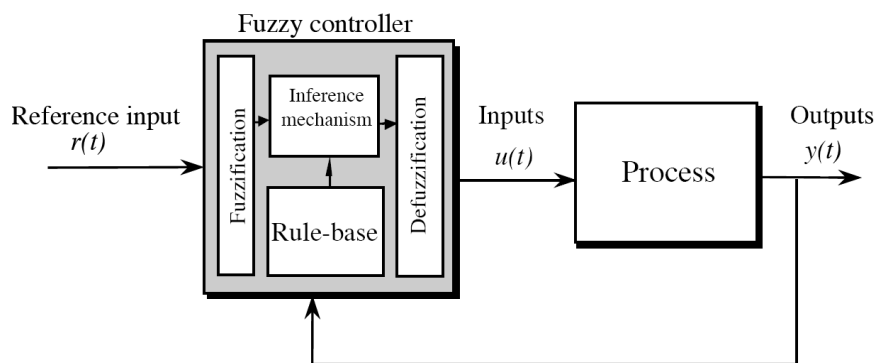 Fuzzy controller
Reference input
r(t)
Fuzzification
Inference
mechanism
Rule-base
Defuzzification
Inputs
u(t)
Process
Outputs
y(t)